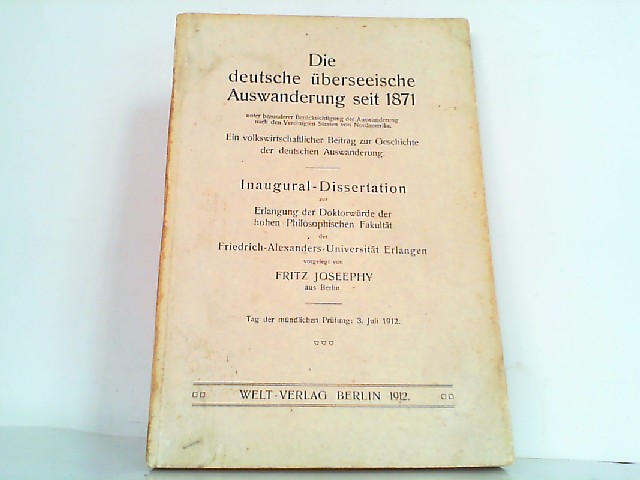 Die
deutsche überseeische
Auswanderung seit 1871
unter besonderer Berücksichtigung der Auswanderung
nach den Vereinigten Staaten von Nordamerika.
Ein volkswirtschaftlicher Beitrag zur Geschichte
der deutschen Auswanderung.
Inaugural-Dissertation
zur
Erlangung der Doktorwürde der
hohen Philosophischen Fakultät
der
Friedrich-Alexanders-Universität Erlangen
vorgelegt von
FRITZ JOSEEPHY
aus Berlin
Tag der mündlichen Prüfung: 3. Juli 1912.
WELT-VERLAG BERLIN 1912.